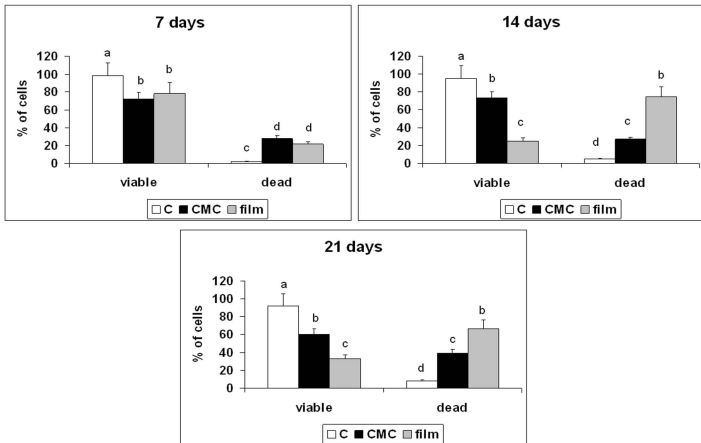 7 days
% of cells
120
100
80
60
40
20
0
a
b
b
c
d
d
viable
dead
C CMC film
14 days
% of cells
120
100
80
60
40
20
0
a
b
c
d
c
b
viable
dead
C CMC film
21 days
% of cells
120
100
80
60
40
20
0
a
b
c
d
c
b
viable
dead
C CMC film